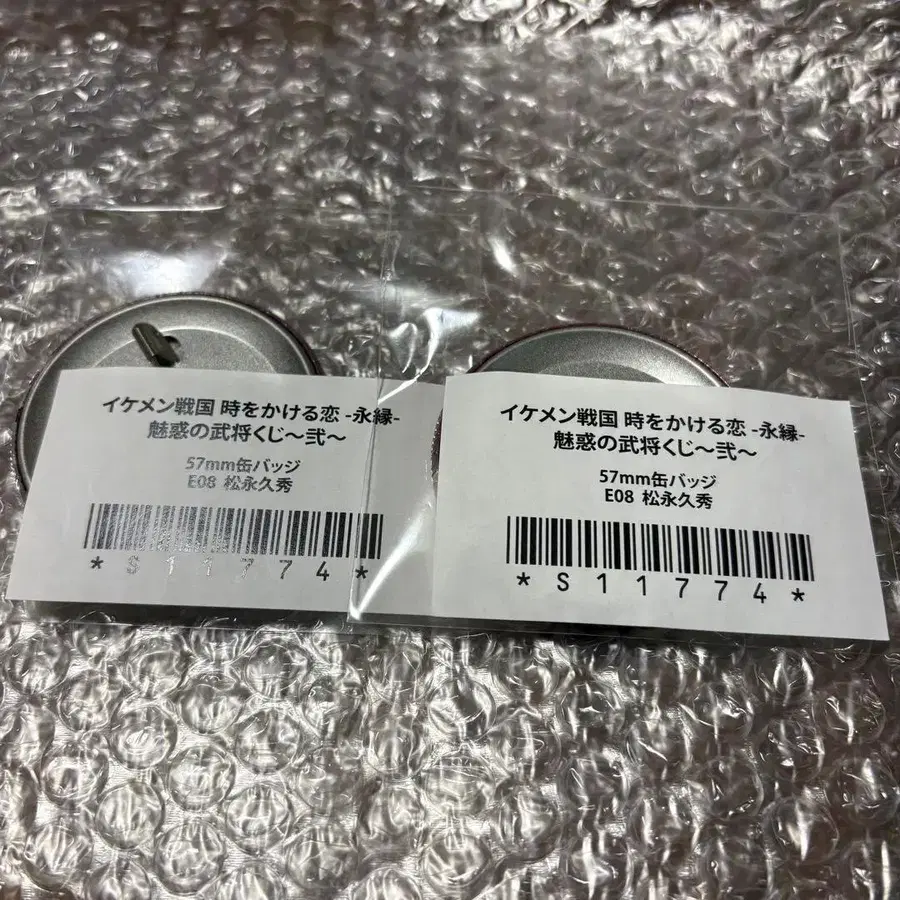 イケメン戦国 時をかける恋 -永縁-
魅惑の武将くじ～弐～
57mm缶バッジ
E08 松永久秀
*S11774*
イケメン戦国 時をかける恋 -永縁-
魅惑の武将くじ～弐～
57mm缶バッジ
E08 松永久秀
*S11774*